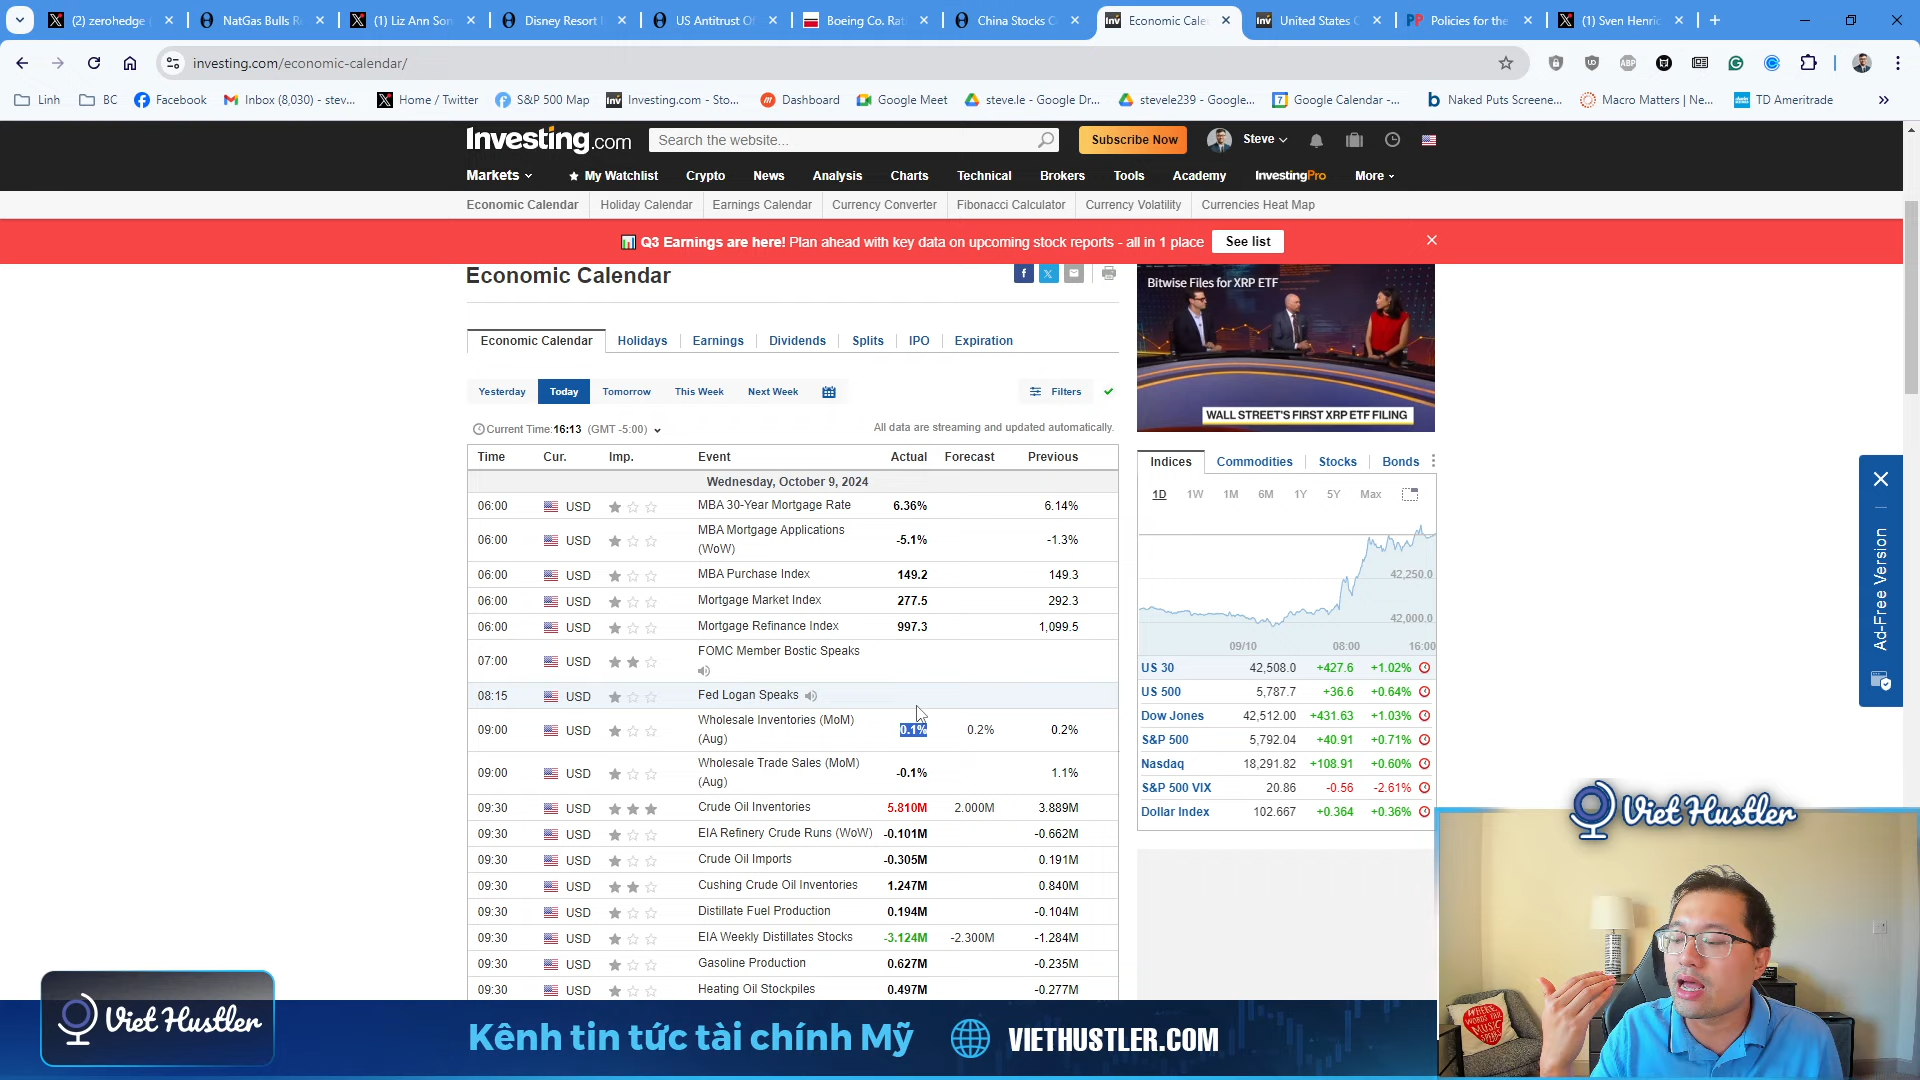 (2) zerohedge (
NatGas Bulls R
(1) Liz Ann Son
Disney Resort
US Antitrust Of
Boeing Co. Rat
China Stocks C
Economic Cale
United States C
Policies for the
(1) Sven Henric
investing.com/economic-calendar/
Linh
BC
Facebook
Inbox (8,030) - stev...
Home / Twitter
S&P 500 Map
Investing.com - Sto...
Dashboard
Google Meet
steve.le - Google Dr...
stevele239 - Google...
Google Calendar -...
Naked Puts Screene...
Macro Matters | Ne...
TD Ameritrade
Investing.com
Search the website...
Subscribe Now
Steve
Markets
My Watchlist
Crypto
News
Analysis
Charts
Technical
Brokers
Tools
Academy
InvestingPro
More
Economic Calendar
Holiday Calendar
Earnings Calendar
Currency Converter
Fibonacci Calculator
Currency Volatility
Currencies Heat Map
Q3 Earnings are here! Plan ahead with key data on upcoming stock reports - all in 1 place
See list
Economic Calendar
Bitwise Files for XRP ETF
WALL STREET'S FIRST XRP ETF FILING
Economic Calendar
Holidays
Earnings
Dividends
Splits
IPO
Expiration
Yesterday
Today
Tomorrow
This Week
Next Week
Filters
Current Time:16:13 (GMT -5:00)
All data are streaming and updated automatically.
Time Cur. Imp. Event Actual Forecast Previous
Wednesday, October 9, 2024
06:00 USD MBA 30-Year Mortgage Rate 6.36% 6.14%
06:00 USD MBA Mortgage Applications (WoW) -5.1% -1.3%
06:00 USD MBA Purchase Index 149.2 149.3
06:00 USD Mortgage Market Index 277.5 292.3
06:00 USD Mortgage Refinance Index 997.3 1,099.5
07:00 USD FOMC Member Bostic Speaks
08:15 USD Fed Logan Speaks
09:00 USD Wholesale Inventories (MoM) (Aug) 0.1% 0.2% 0.2%
09:00 USD Wholesale Trade Sales (MoM) (Aug) -0.1% 1.1%
09:30 USD Crude Oil Inventories 5.810M 2.000M 3.889M
09:30 USD EIA Refinery Crude Runs (WoW) -0.101M -0.662M
09:30 USD Crude Oil Imports -0.305M 0.191M
09:30 USD Cushing Crude Oil Inventories 1.247M 0.840M
09:30 USD Distillate Fuel Production 0.194M -0.104M
09:30 USD EIA Weekly Distillates Stocks -3.124M -2.300M -1.284M
09:30 USD Gasoline Production 0.627M -0.235M
09:30 USD Heating Oil Stockpiles 0.497M -0.277M
Indices
Commodities
Stocks
Bonds
1D 1W 1M 6M 1Y 5Y Max
42,250.0
42,000.0
09/10 08:00 16:00
US 30 42,508.0 +427.6 +1.02%
US 500 5,787.7 +36.6 +0.64%
Dow Jones 42,512.00 +431.63 +1.03%
S&P 500 5,792.04 +40.91 +0.71%
Nasdaq 18,291.82 +108.91 +0.60%
S&P 500 VIX 20.86 -0.56 -2.61%
Dollar Index 102.667 +0.364 +0.36%
Ad-Free Version
Viet Hustler
Viet Hustler
Kênh tin tức tài chính Mỹ
VIETHUSTLER.COM